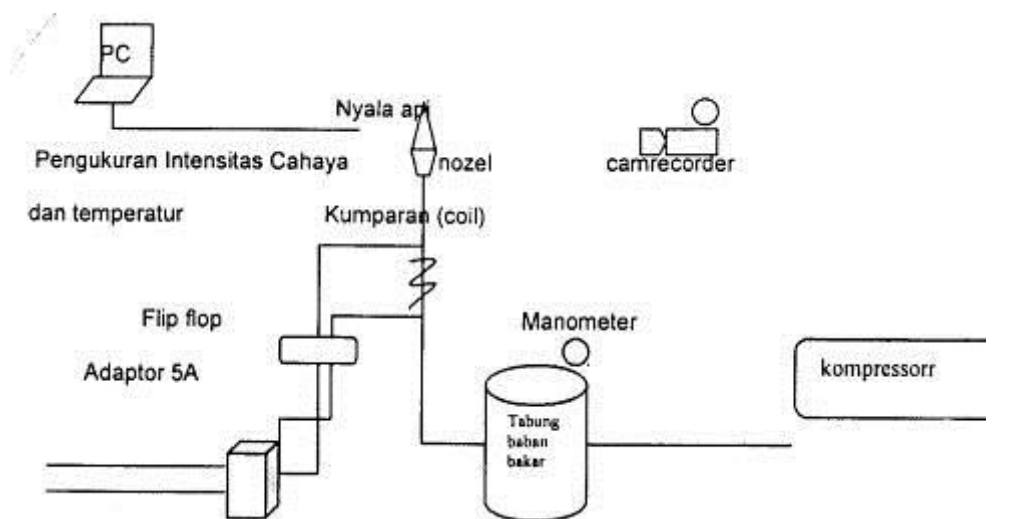 PC
Nyala api
Pengukuran Intensitas Cahaya
nozel
camrecorder
dan temperatur
Kumparan (coil)
Flip flop
Manometer
Adaptor 5A
kompressorr
Tabung
bahan
bakar